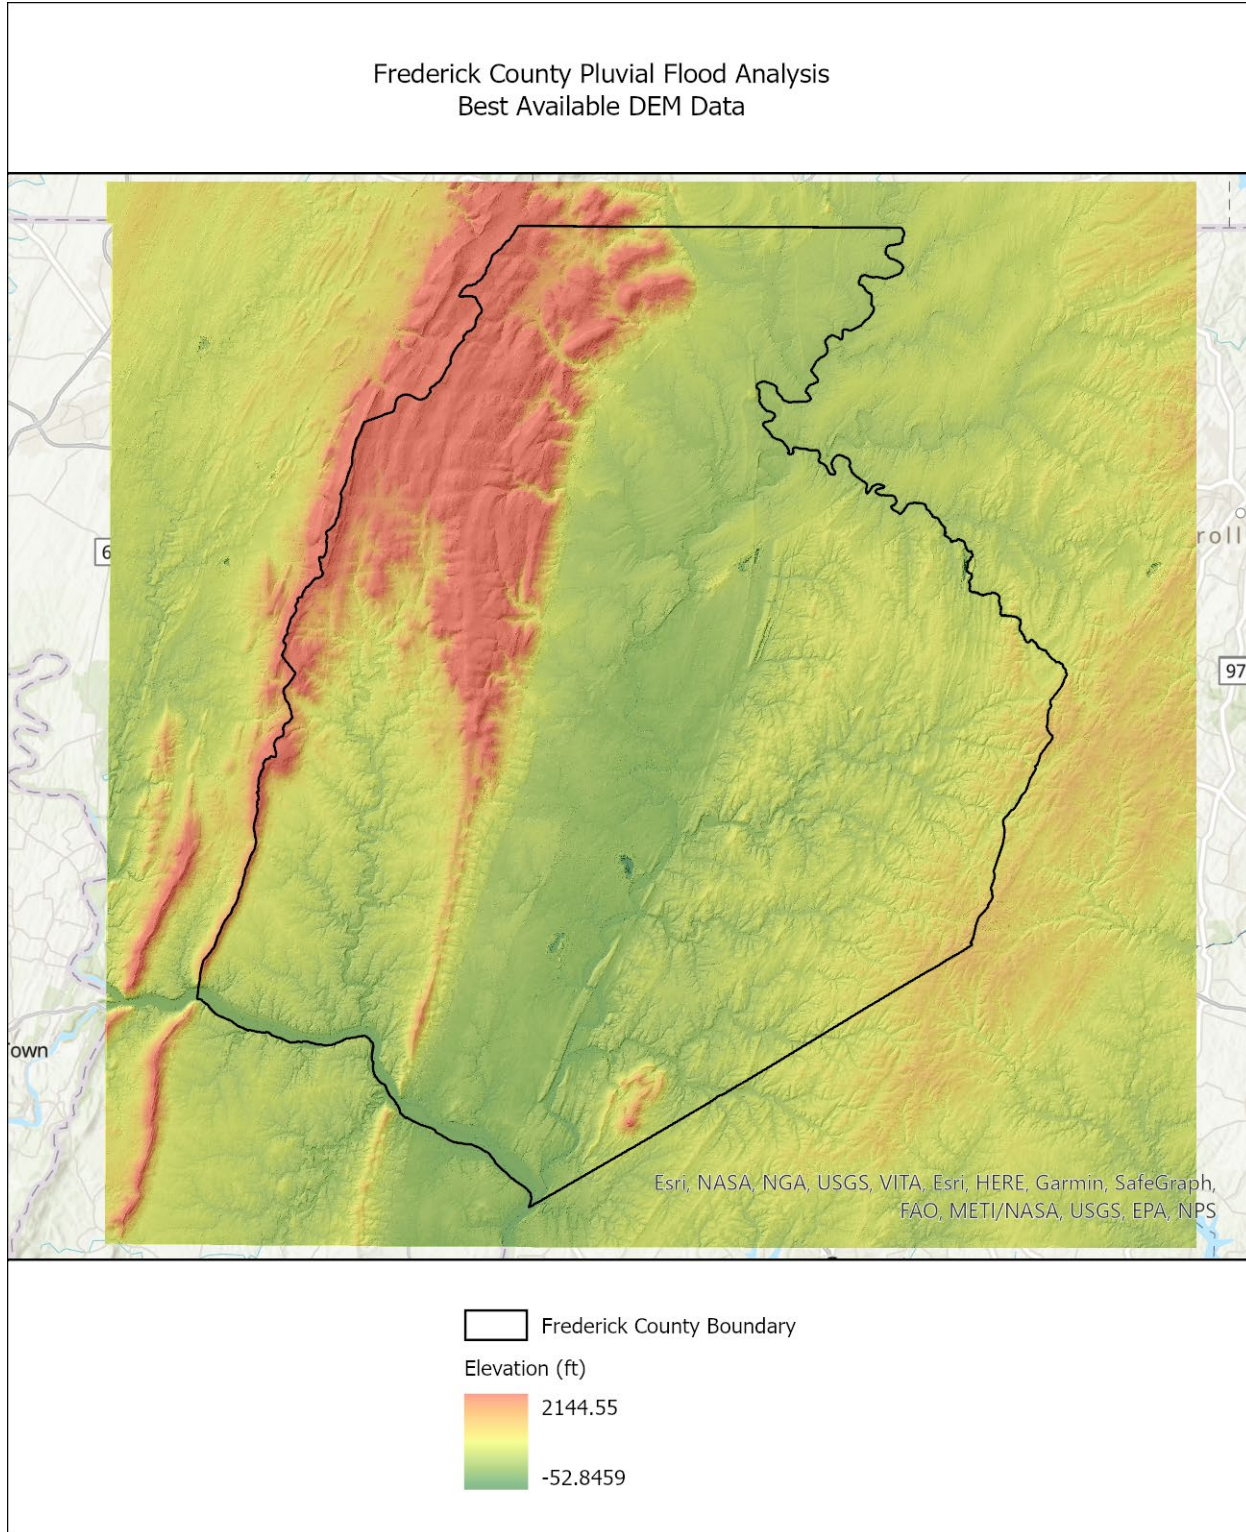 Frederick County Pluvial Flood Analysis
Best Available DEM Data
6
roll
97
own
Esri, NASA, NGA, USGS, VITA, Esri, HERE, Garmin, SafeGraph,
FAO, METI/NASA, USGS, EPA, NPS
Frederick County Boundary
Elevation (ft)
2144.55
-52.8459